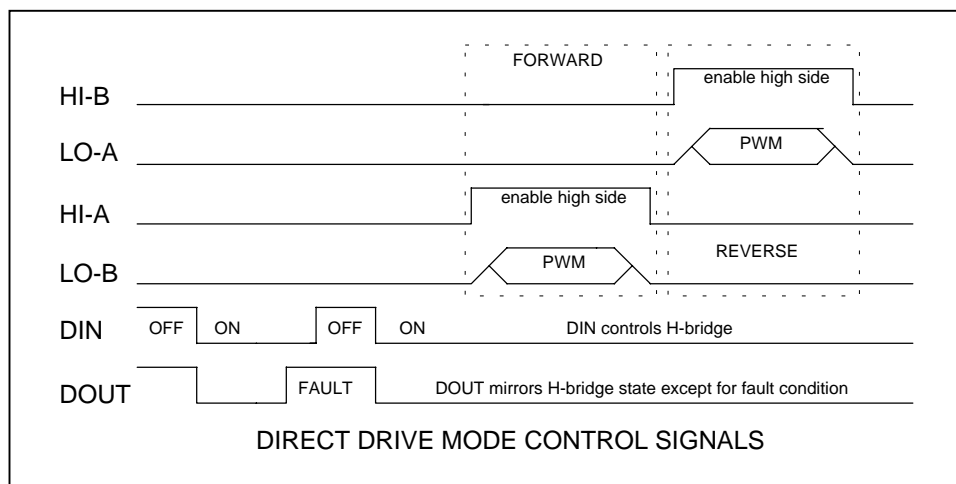 FORWARD
HI-B
enable high side
LO-A
PWM
HI-A
enable high side
LO-B
PWM
REVERSE
DIN
OFF
ON
OFF
ON
DIN controls H-bridge
DOUT
FAULT
DOUT mirrors H-bridge state except for fault condition
DIRECT DRIVE MODE CONTROL SIGNALS